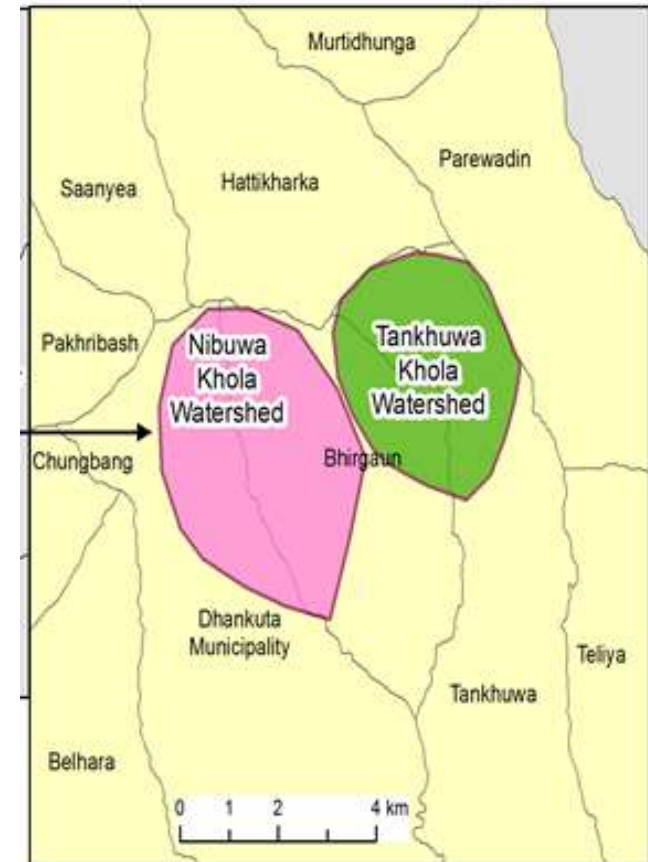 Murtidhunga
Parewadin
Hattikharka
Saanyea
Pakhribash
Nibuwa
Khola
Watershed
Tankhuwa
Khola
Watershed
Chungbang
Bhirgaun
Dhankuta
Municipality
Teliya
Tankhuwa
Belhara
0 1 2 4 km